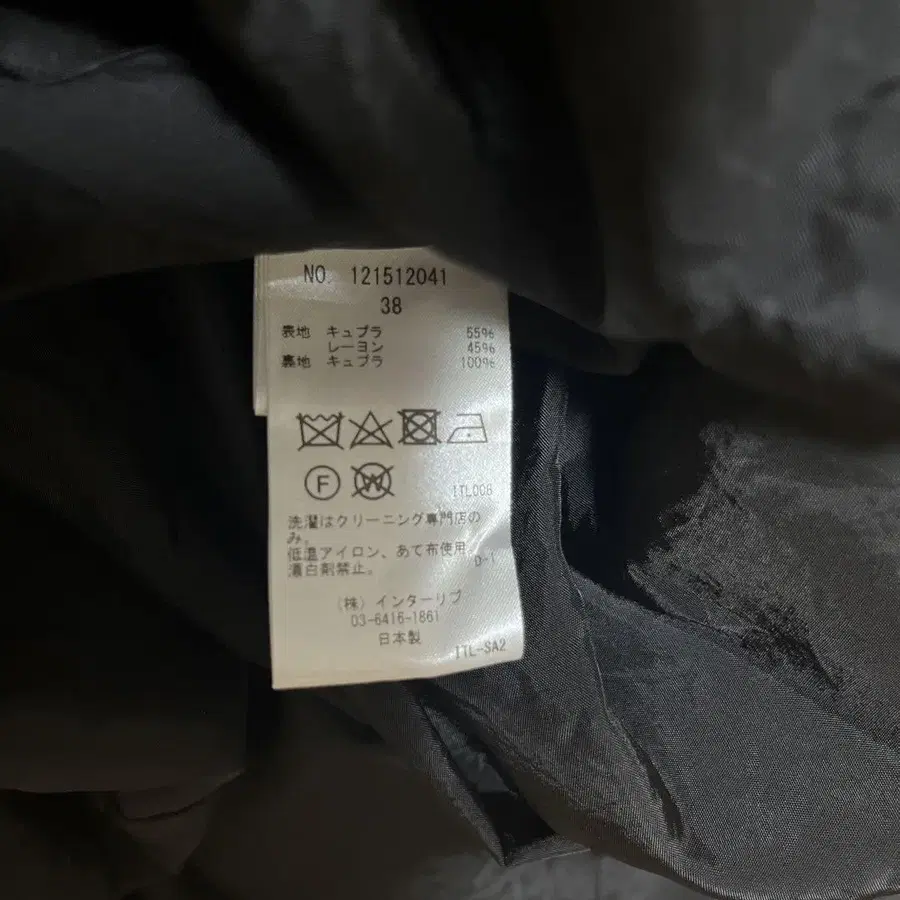 NO. 121512041
38
表地 キュプラ 55%
レーヨン 45%
裏地 キュプラ 100%
F W ITL008
洗濯はクリーニング専門店の
み。
低温アイロン、あて布使用。
漂白剤禁止。 D-1
(株)インターリブ
03-6416-1861
日本製
ITL-SA2